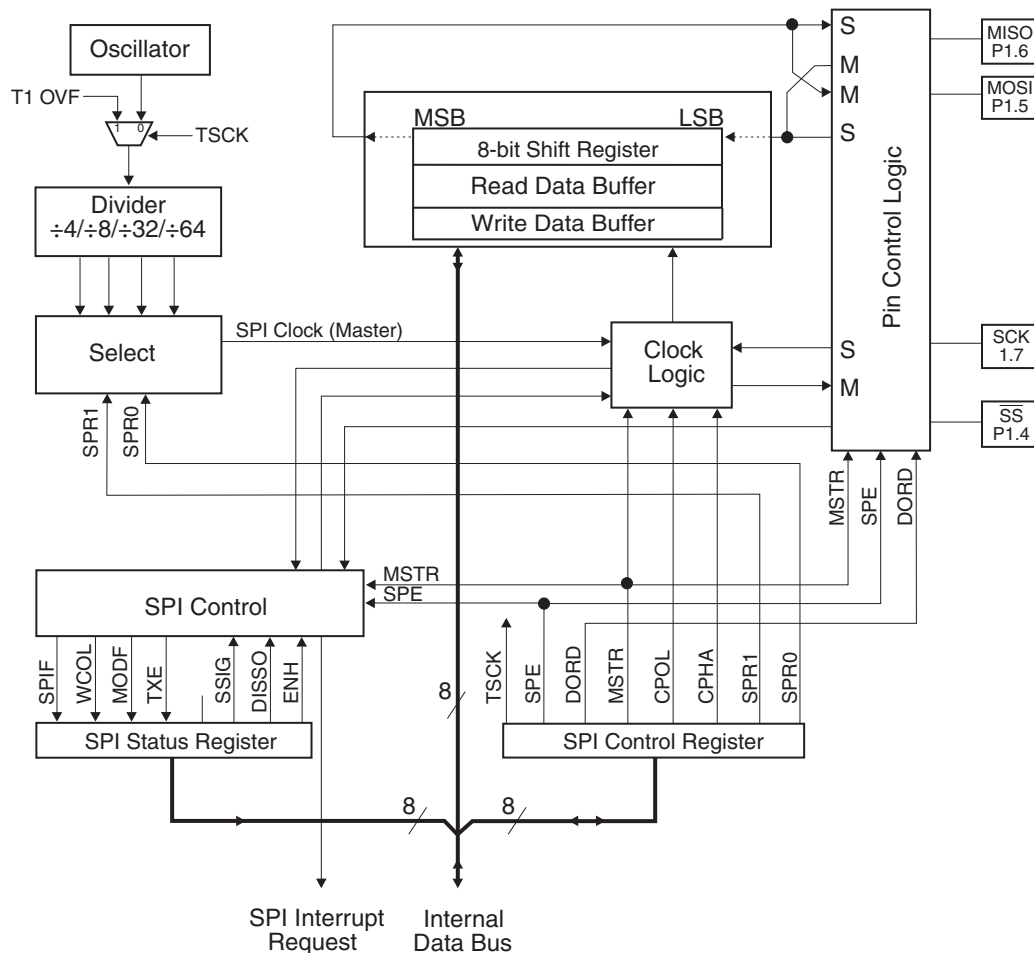 Oscillator
T1 OVF
1 0
TSCK
Divider
÷4/÷8/÷32/÷64
Select
SPI Clock (Master)
SPR1
SPR0
MSB
LSB
8-bit Shift Register
Read Data Buffer
Write Data Buffer
Clock
Logic
S
M
M
S
S
M
Pin Control Logic
MISO
P1.6
MOSI
P1.5
SCK
1.7
SS
P1.4
MSTR
SPE
DORD
MSTR
SPE
SPI Control
SPIF
WCOL
MODF
TXE
SSIG
DISSO
ENH
SPI Status Register
8
TSCK
SPE
DORD
MSTR
CPOL
CPHA
SPR1
SPR0
SPI Control Register
8
8
SPI Interrupt
Request
Internal
Data Bus